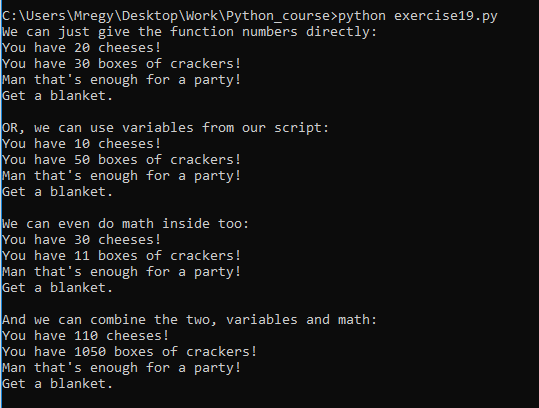 C:\Users\Mregy\Desktop\Work\Python_course>python exercise19.py
We can just give the function numbers directly:
You have 20 cheeses!
You have 30 boxes of crackers!
Man that's enough for a party!
Get a blanket.

OR, we can use variables from our script:
You have 10 cheeses!
You have 50 boxes of crackers!
Man that's enough for a party!
Get a blanket.

We can even do math inside too:
You have 30 cheeses!
You have 11 boxes of crackers!
Man that's enough for a party!
Get a blanket.

And we can combine the two, variables and math:
You have 110 cheeses!
You have 1050 boxes of crackers!
Man that's enough for a party!
Get a blanket.